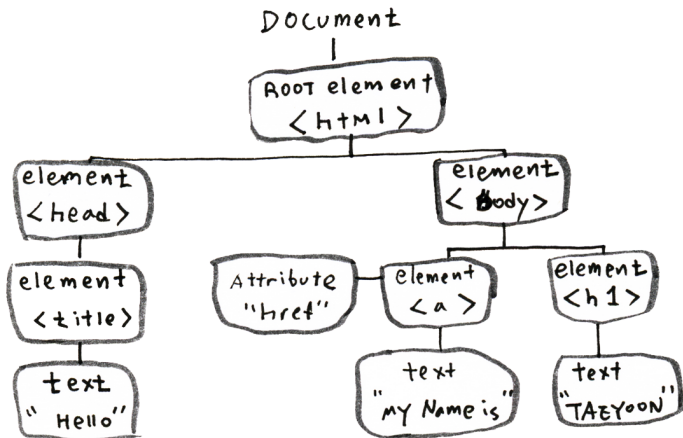 DOCUMENT
ROOT element
<html>
element
<head>
element
<body>
element
<title>
Attribute
"href"
element
<a>
element
<h1>
text
"Hello"
text
"my Name is"
text
"TAEYOON"